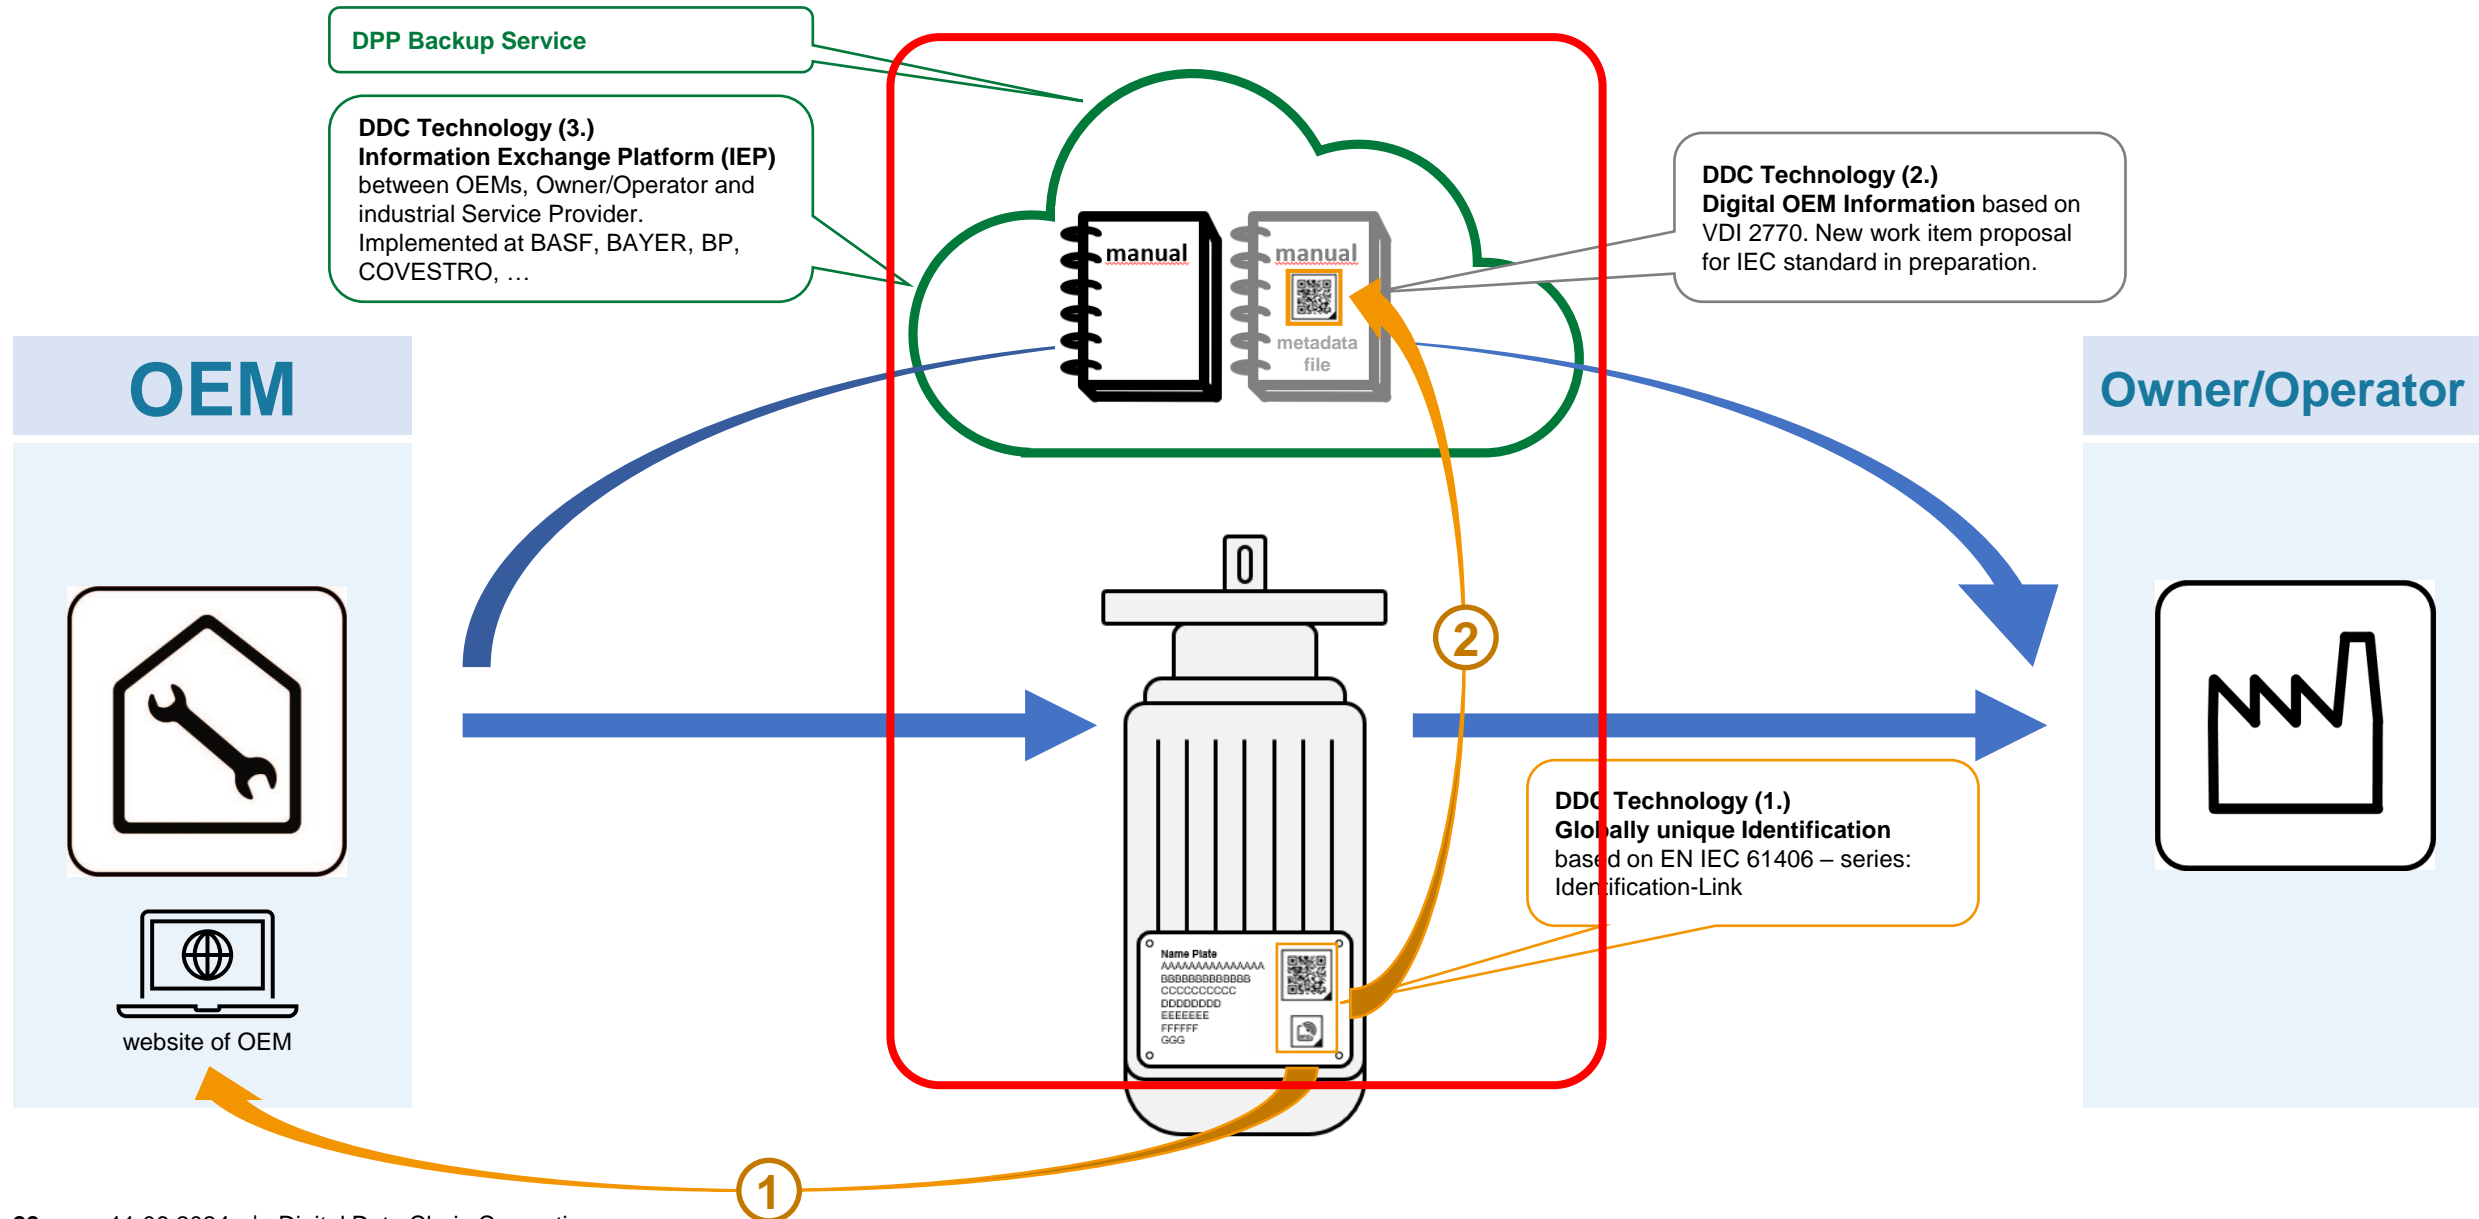 DPP Backup Service
DDC Technology (3.)
Information Exchange Platform (IEP)
between OEMs, Owner/Operator and
industrial Service Provider.
Implemented at BASF, BAYER, BP,
COVESTRO, …
DDC Technology (2.)
Digital OEM Information based on
VDI 2770. New work item proposal
for IEC standard in preparation.
manual
manual
metadata
file
OEM
Owner/Operator
2
DDC Technology (1.)
Globally unique Identification
based on EN IEC 61406 – series:
Identification-Link
Name Plate
AAAAAAAAAAAAAAA
BBBBBBBBBBBBB
CCCCCCCCCC
DDDDDDDD
EEEEEEE
FFFFFF
GGG
website of OEM
1